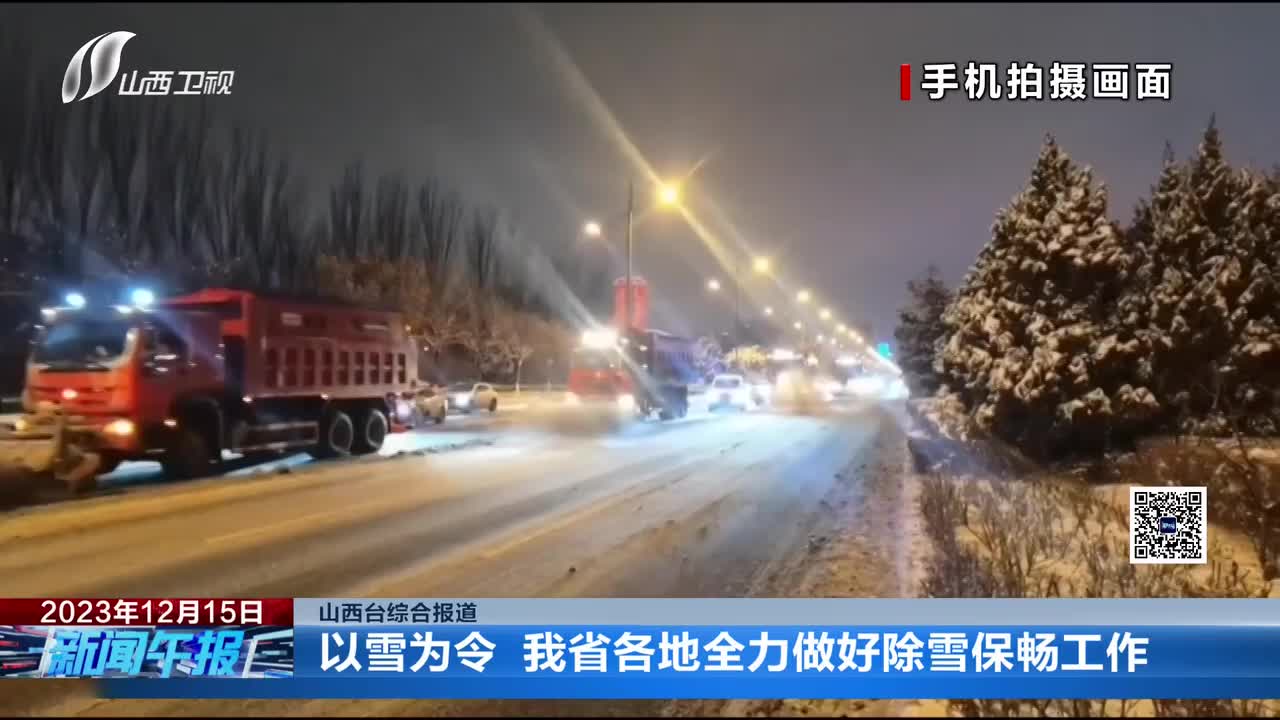 山西卫视
手机拍摄画面
2023年12月15日
新闻午报
山西台综合报道
以雪为令 我省各地全力做好除雪保畅工作